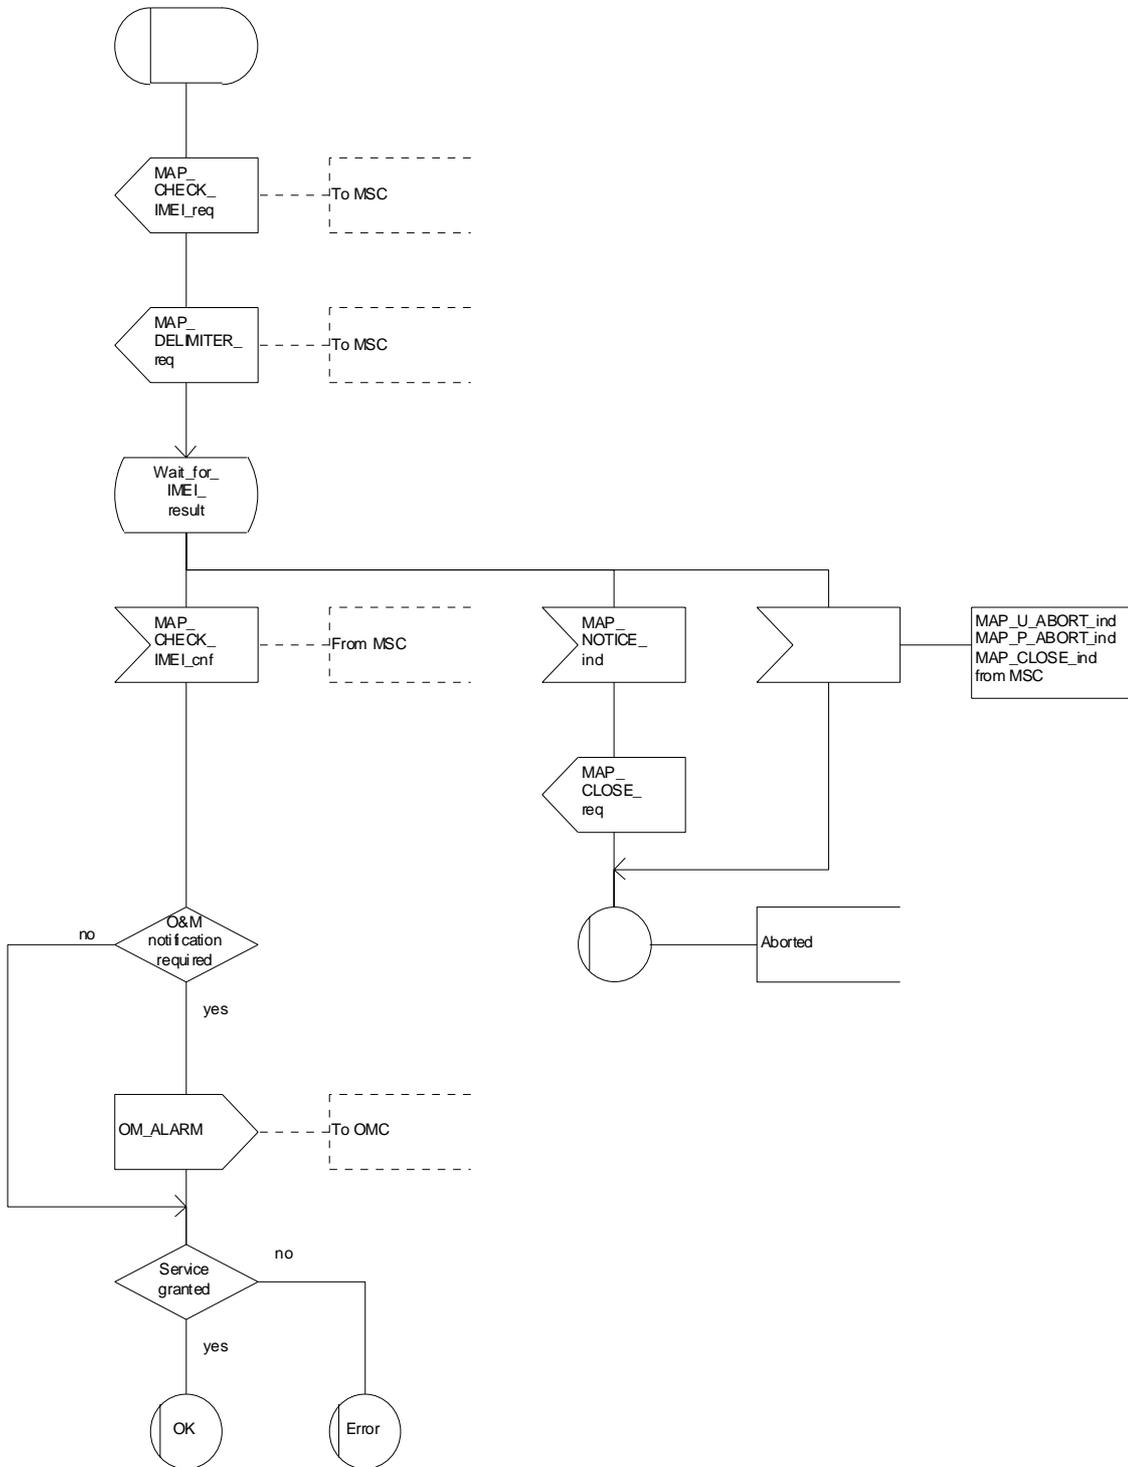 MAP_
CHECK_
IMEI_req
To MSC
MAP_
DELIMITER_
req
To MSC
Wait_for_
IMEI_
result
MAP_
CHECK_
IMEI_cnf
From MSC
MAP_
NOTICE_
ind
MAP_U_ABORT_ind
MAP_P_ABORT_ind
MAP_CLOSE_ind
from MSC
MAP_
CLOSE_
req
O&M
notification
required
no
yes
Aborted
OM_ALARM
To OMC
Service
granted
no
yes
OK
Error